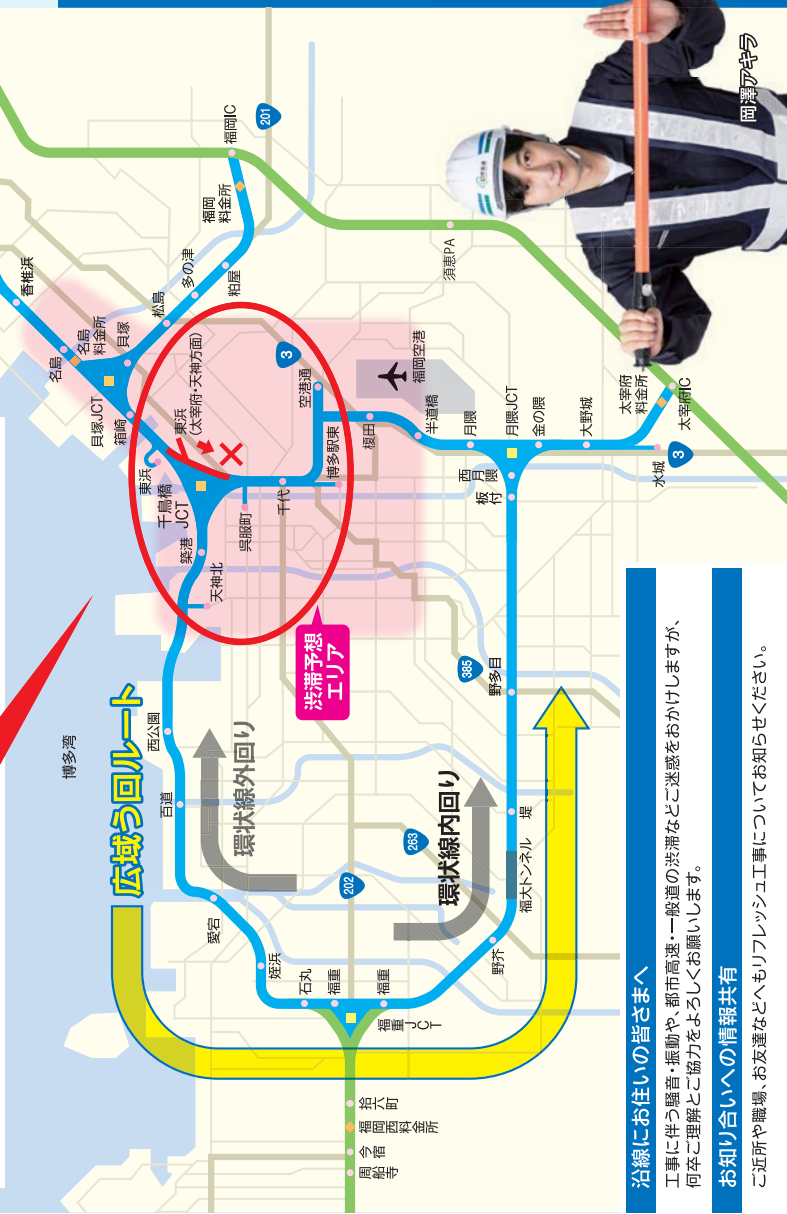 香椎浜
名島
名島
料金所
貝塚
貝塚JCT
箱崎
松島
多の津
粕屋
福岡
料金所
福岡IC
201
須恵PA
東浜
(太宰府・天神方面)
東浜
千鳥橋
JCT
築港
天神北
呉服町
千代
博多駅東
空港通
3
榎田
福岡空港
半道橋
月隈
月隈JCT
金の隈
大野城
太宰府
料金所
太宰府IC
水城
3
西月隈
板付
野多目
385
渋滞予想
エリア
博多湾
広域う回ルート
西公園
百道
愛宕
姪浜
石丸
福重
福重
福重JCT
環状線外回り
環状線内回り
202
263
堤
福大トンネル
野芥
拾六町
福岡西料金所
今宿
周船寺
岡澤アキラ
沿線にお住いの皆さまへ
工事に伴う騒音・振動や、都市高速・一般道の渋滞などご迷惑をおかけしますが、
何卒ご理解とご協力をよろしくお願いします。
お知り合いへの情報共有
ご近所や職場、お友達などへもリフレッシュ工事についてお知らせください。